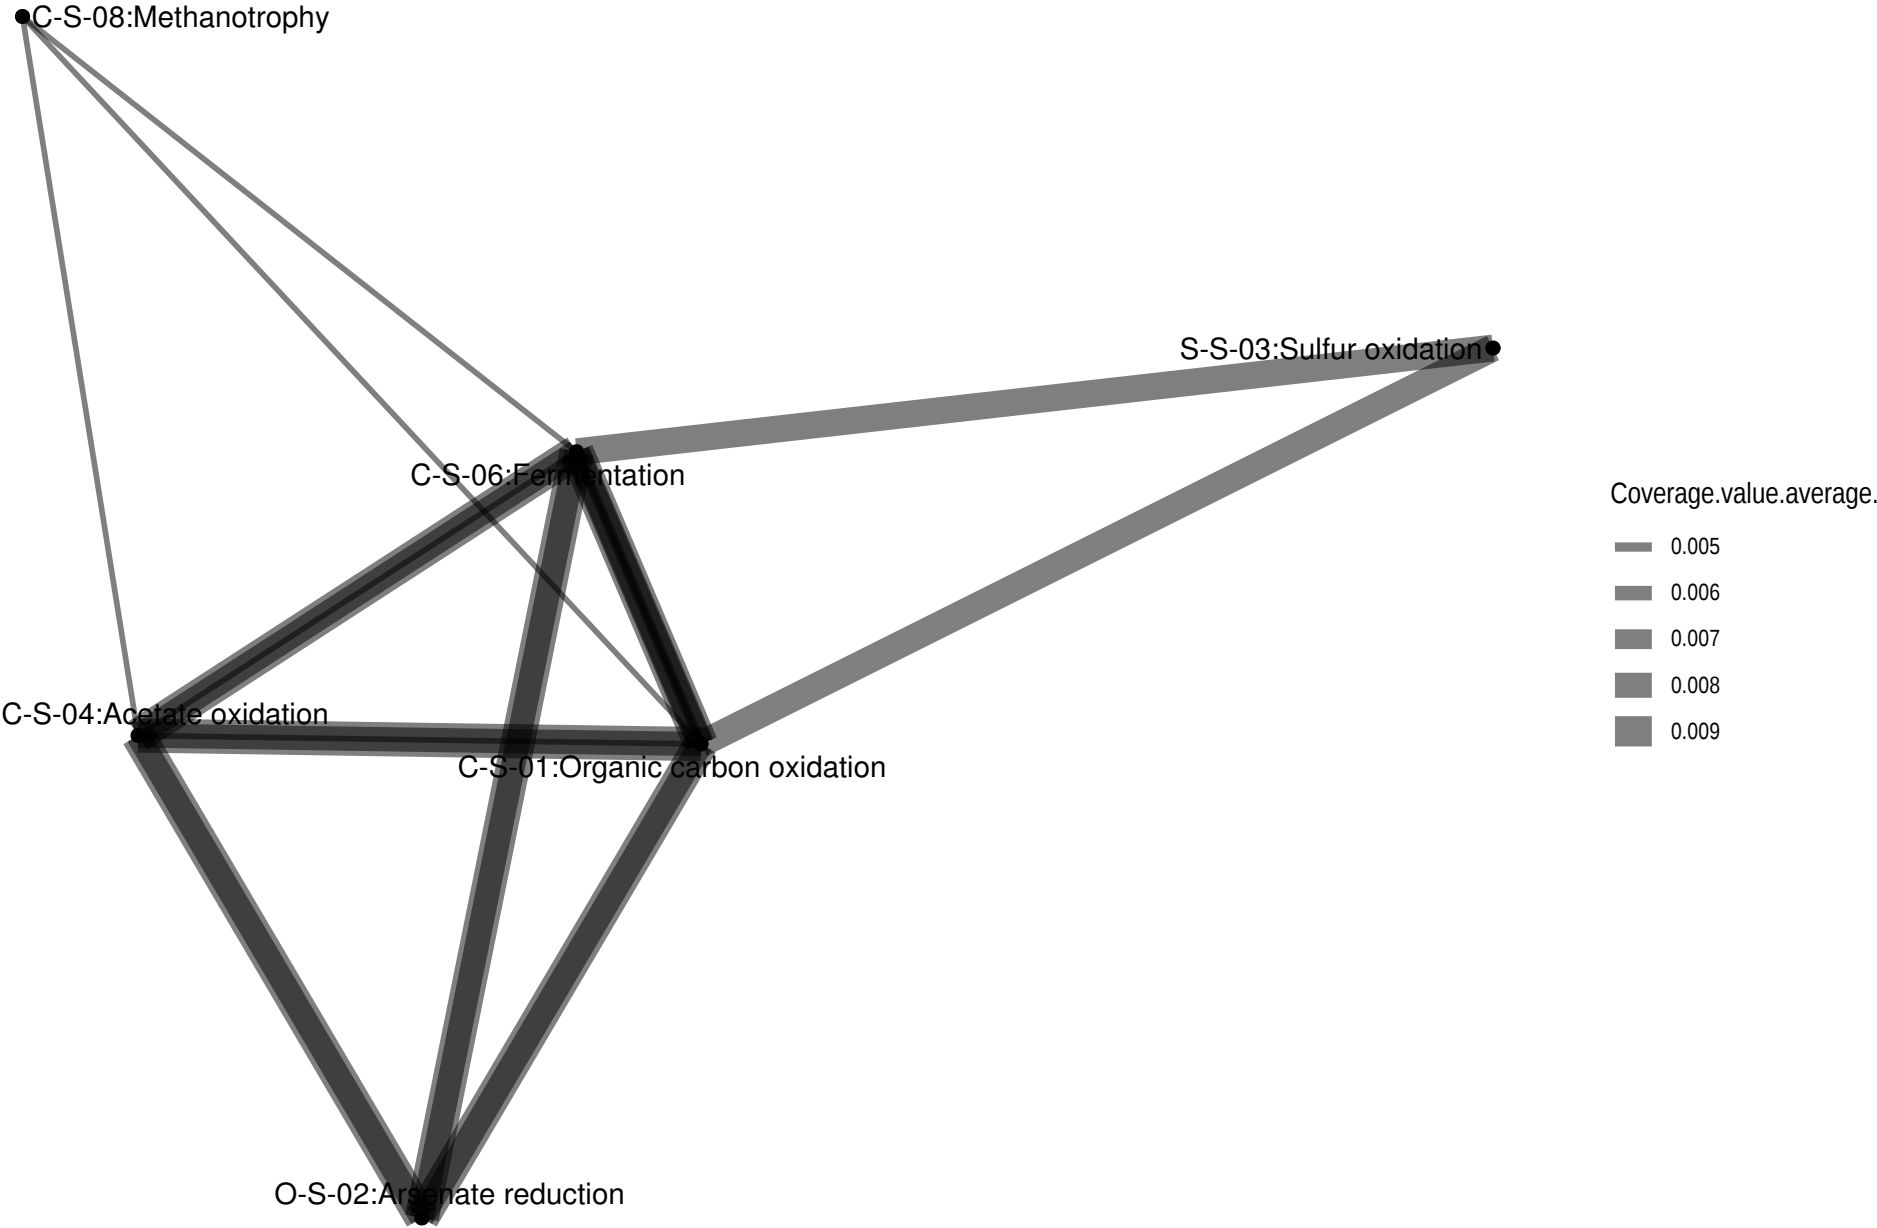 C-S-08:Methanotrophy
S-S-03:Sulfur oxidation
C-S-06:Fermentation
Coverage.value.average.
0.005
0.006
0.007
0.008
0.009
C-S-04:Acetate oxidation
C-S-01:Organic carbon oxidation
O-S-02:Arsenate reduction